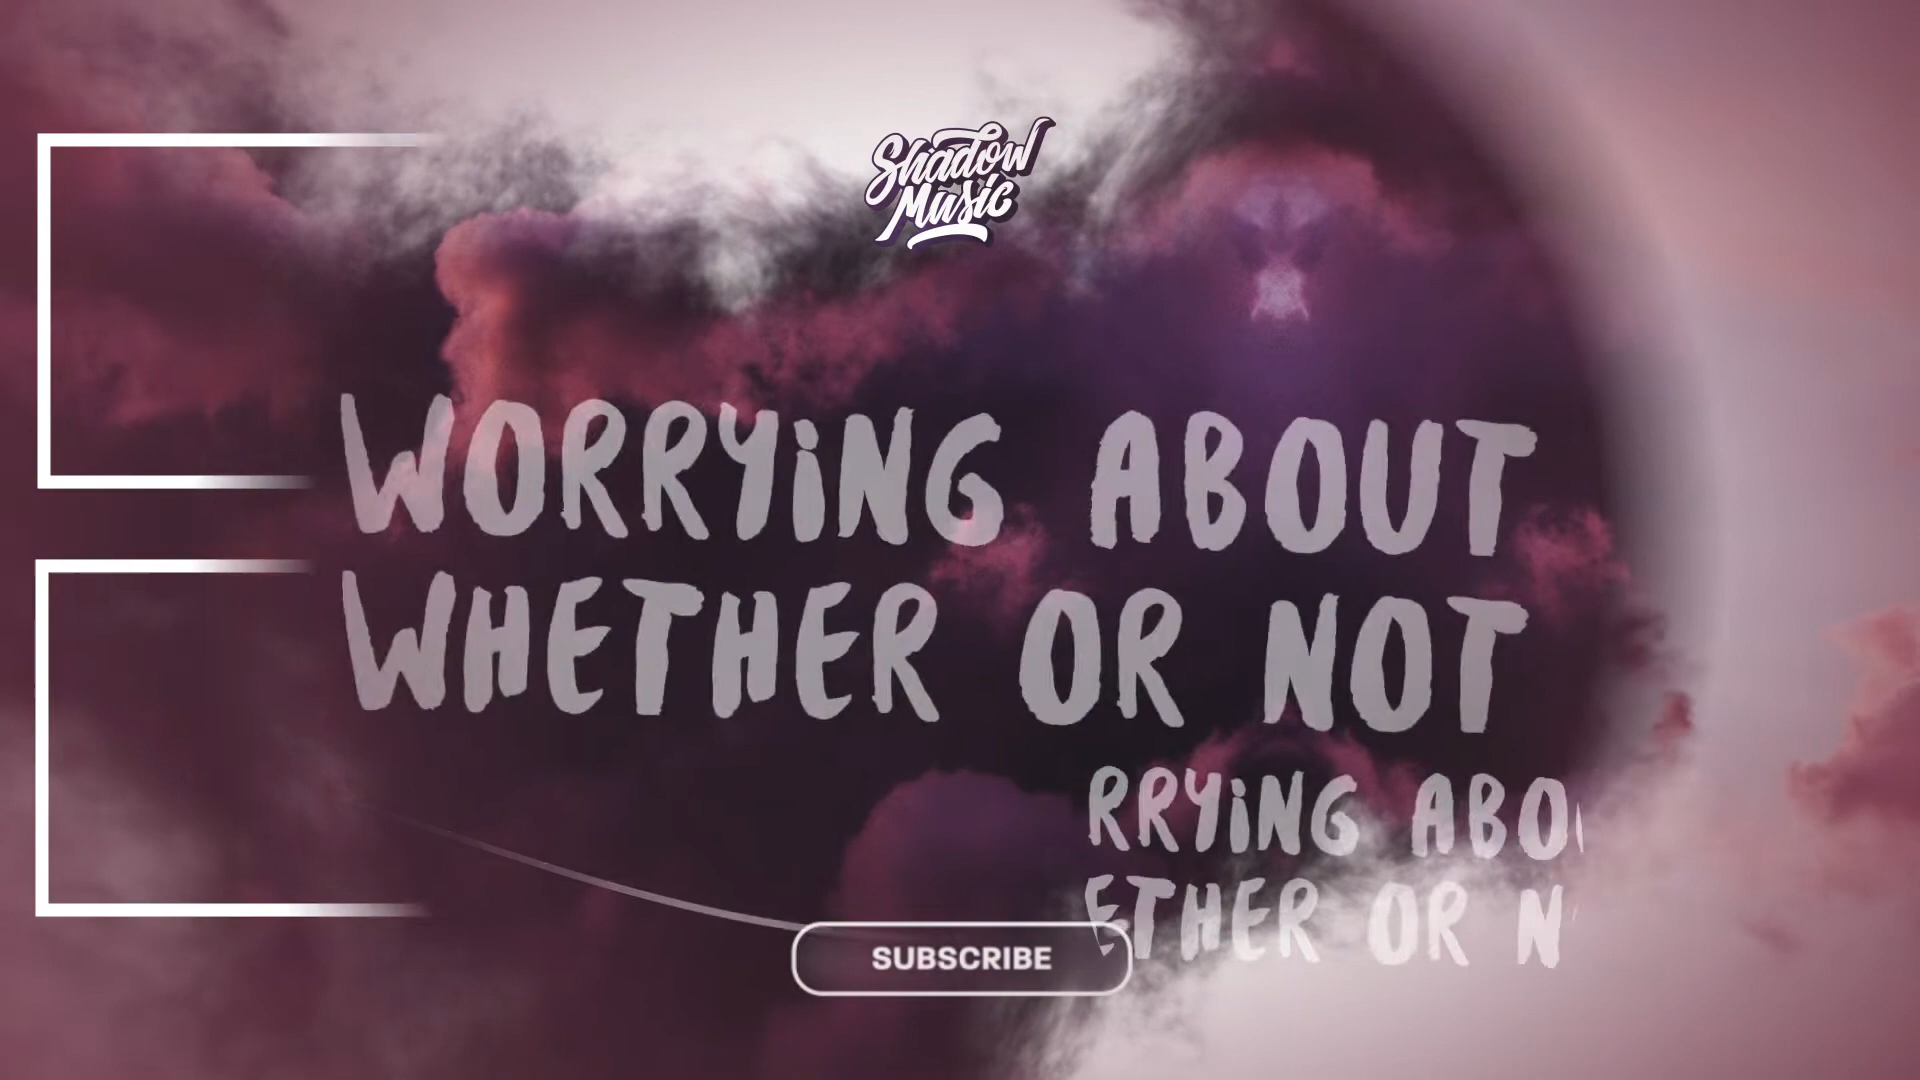 Shadow
Music
WORRYiNG ABOUT
WHETHER OR NOT
RRYiNG ABO
ETHER OR N
SUBSCRIBE